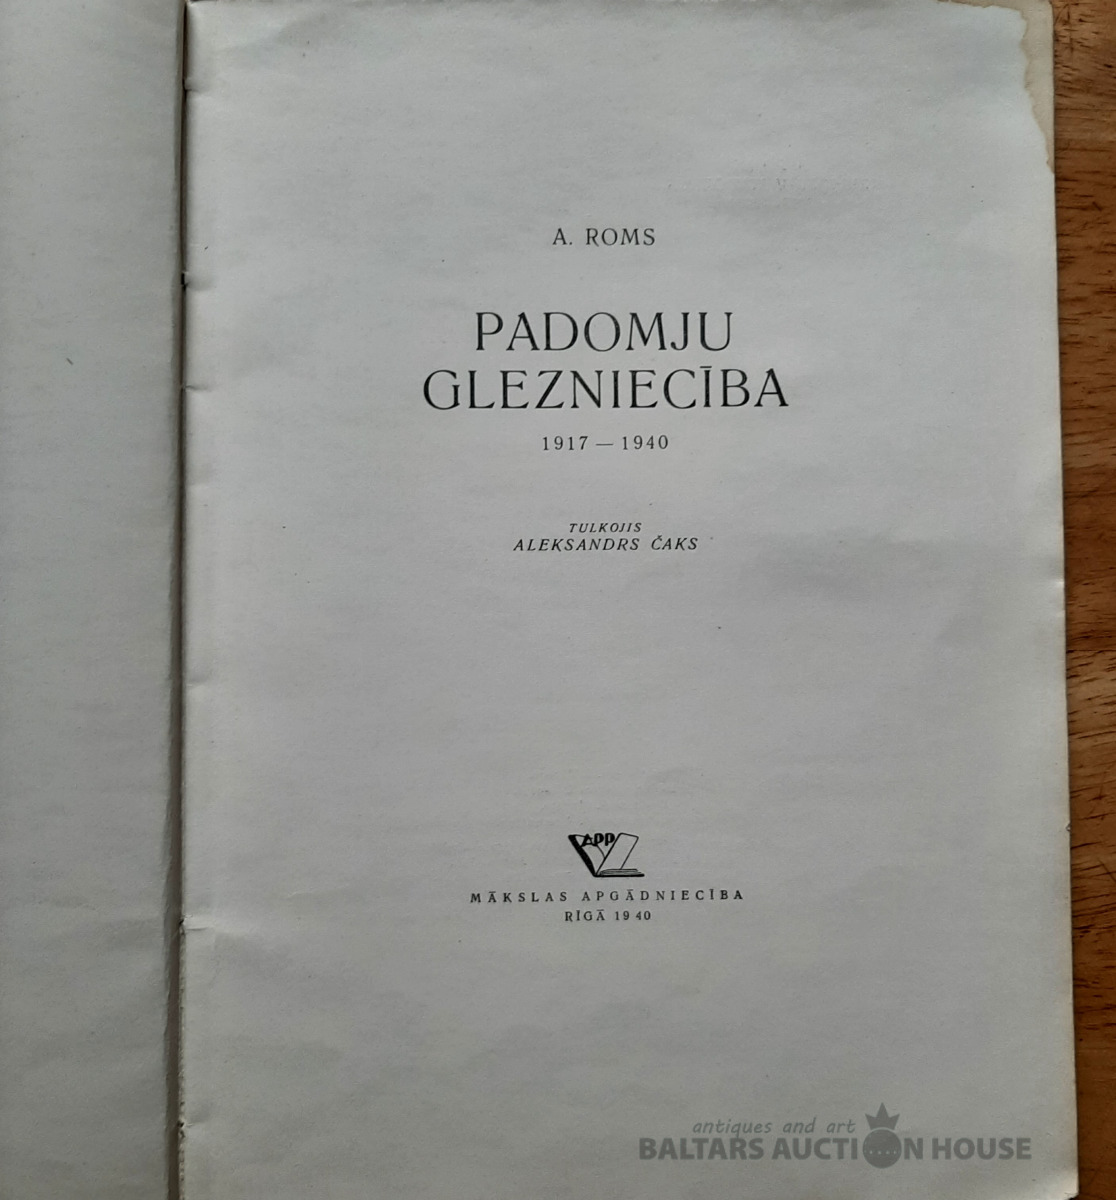 A. ROMS
PADOMJU
GLEZNIECĪBA
1917 — 1940
TULKOJIS
ALEKSANDRS ČAKS
APP
MĀKSLAS APGĀDNIECĪBA
RĪGĀ 1940
antiques and art
BALTARS AUCTION HOUSE